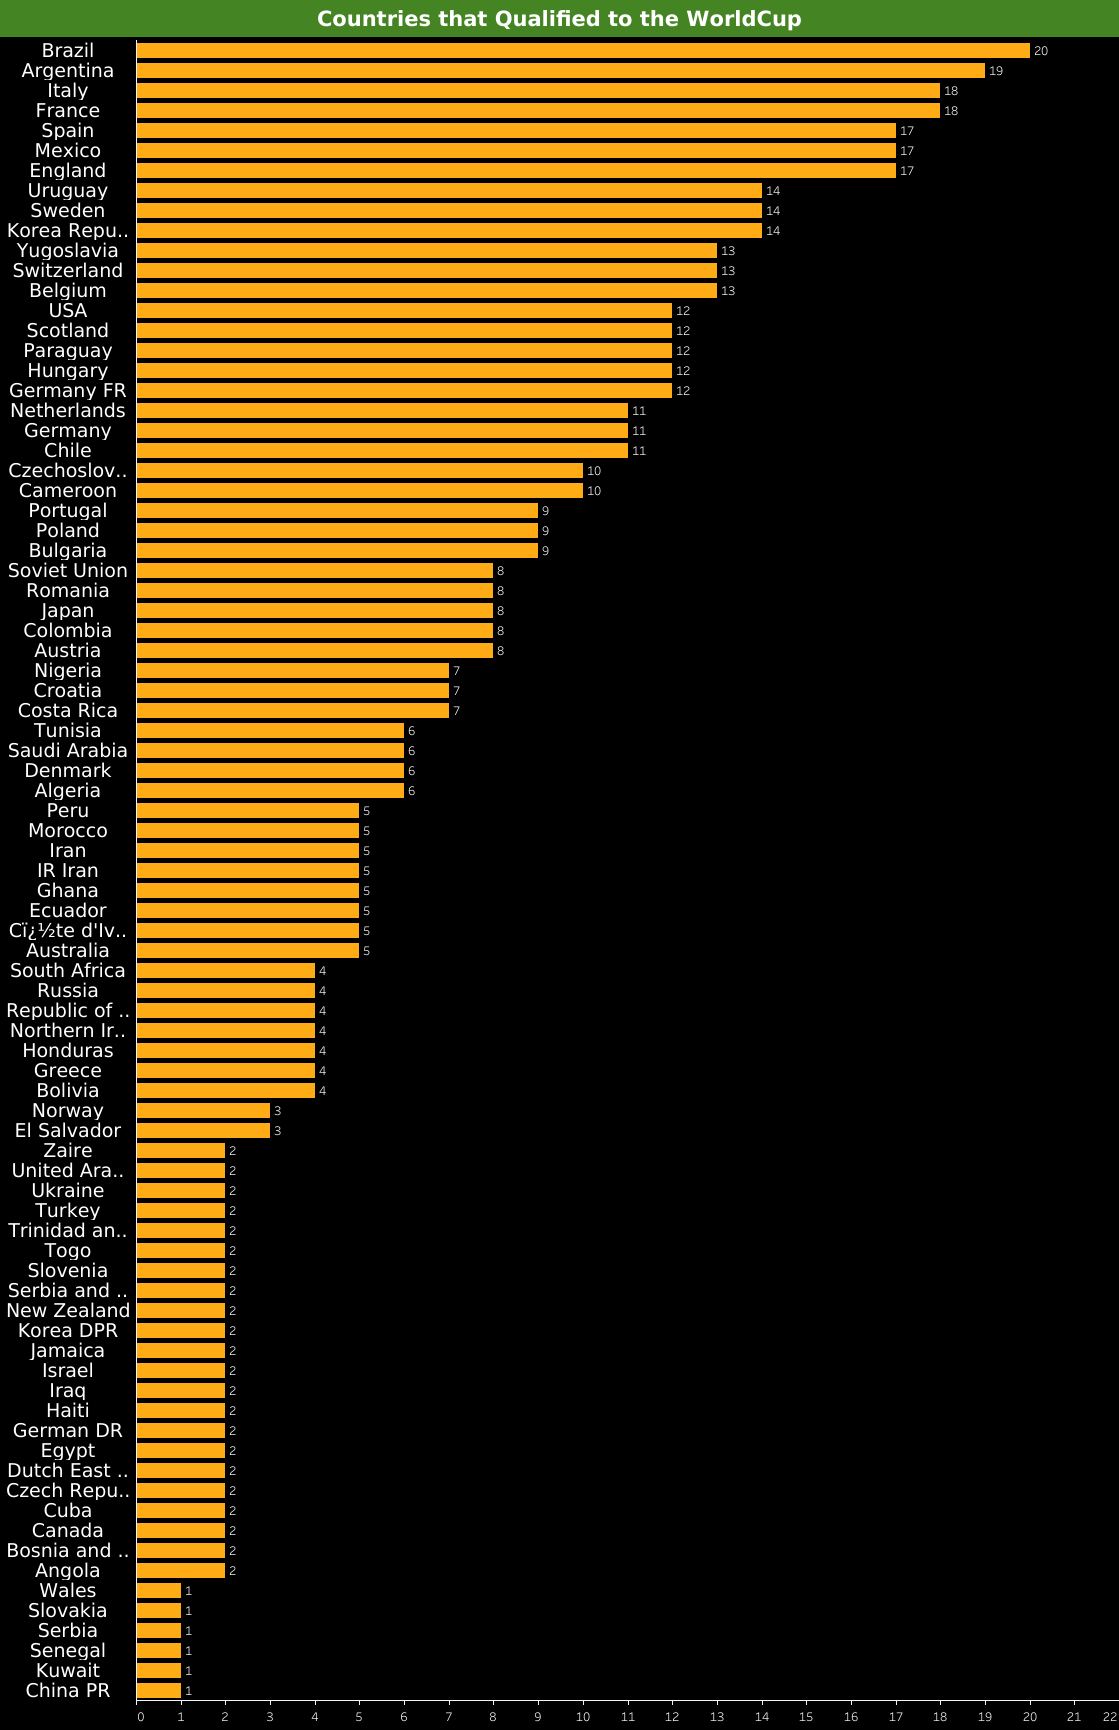 Countries that Qualified to the WorldCup
Brazil 20
Argentina 19
Italy 18
France 18
Spain 17
Mexico 17
England 17
Uruguay 14
Sweden 14
Korea Repu.. 14
Yugoslavia 13
Switzerland 13
Belgium 13
USA 12
Scotland 12
Paraguay 12
Hungary 12
Germany FR 12
Netherlands 11
Germany 11
Chile 11
Czechoslov.. 10
Cameroon 10
Portugal 9
Poland 9
Bulgaria 9
Soviet Union 8
Romania 8
Japan 8
Colombia 8
Austria 8
Nigeria 7
Croatia 7
Costa Rica 7
Tunisia 6
Saudi Arabia 6
Denmark 6
Algeria 6
Peru 5
Morocco 5
Iran 5
IR Iran 5
Ghana 5
Ecuador 5
Cï¿½te d'Iv.. 5
Australia 5
South Africa 4
Russia 4
Republic of .. 4
Northern Ir.. 4
Honduras 4
Greece 4
Bolivia 4
Norway 3
El Salvador 3
Zaire 2
United Ara.. 2
Ukraine 2
Turkey 2
Trinidad an.. 2
Togo 2
Slovenia 2
Serbia and .. 2
New Zealand 2
Korea DPR 2
Jamaica 2
Israel 2
Iraq 2
Haiti 2
German DR 2
Egypt 2
Dutch East .. 2
Czech Repu.. 2
Cuba 2
Canada 2
Bosnia and .. 2
Angola 2
Wales 1
Slovakia 1
Serbia 1
Senegal 1
Kuwait 1
China PR 1
0 1 2 3 4 5 6 7 8 9 10 11 12 13 14 15 16 17 18 19 20 21 22